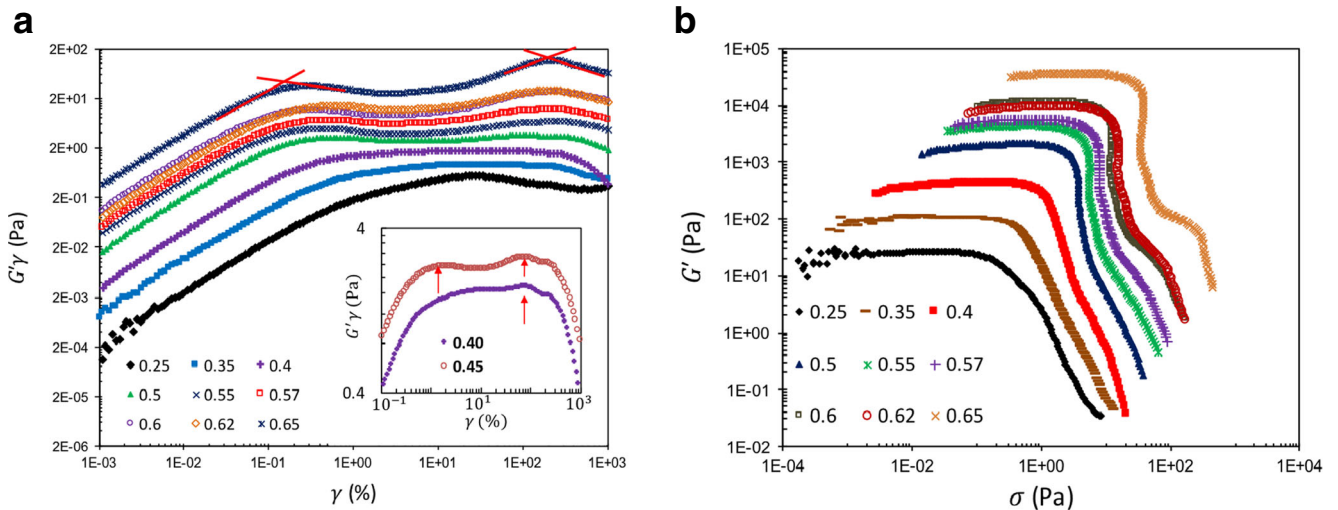 a
2E+02
2E+01
2E+00
2E-01
2E-02
2E-03
2E-04
2E-05
2E-06
G′γ (Pa)
1E-03 1E-02 1E-01 1E+00 1E+01 1E+02 1E+03
γ (%)
0.25 0.35 0.4
0.5 0.55 0.57
0.6 0.62 0.65
4
0.4
G′γ (Pa)
0.40
0.45
10⁻¹ 10¹ 10³
γ (%)
b
1E+05
1E+04
1E+03
1E+02
1E+01
1E+00
1E-01
1E-02
G′ (Pa)
1E-04 1E-02 1E+00 1E+02 1E+04
σ (Pa)
0.25 0.35 0.4
0.5 0.55 0.57
0.6 0.62 0.65